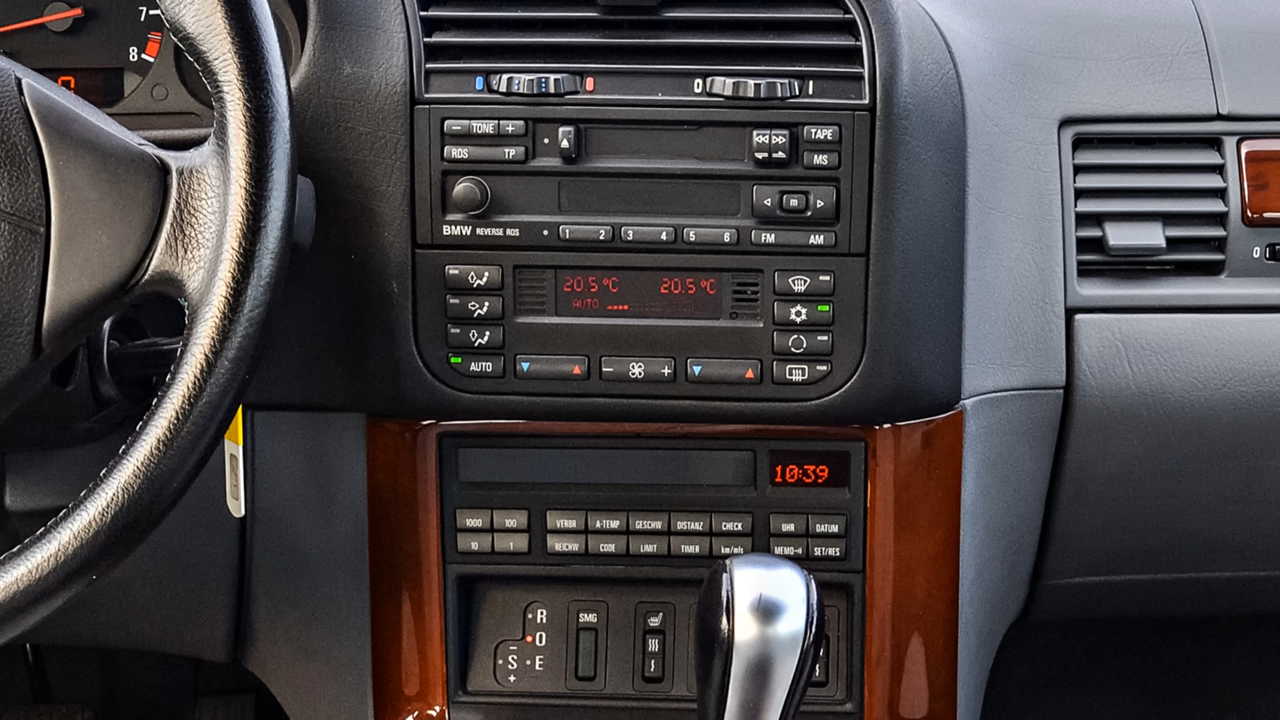 7
8
0
0
I
− TONE +
TAPE
RDS TP
MS
m
BMW REVERSE RDS
1 2 3 4 5 6 FM AM
20.5 °C 20.5 °C
AUTO
AUTO
− +
0
10:39
1000 100 VERBR A-TEMP GESCHW DISTANZ CHECK UHR DATUM
10 1 REICHW CODE LIMIT TIMER km/mls MEMO SET/RES
R SMG
O
− S E
+